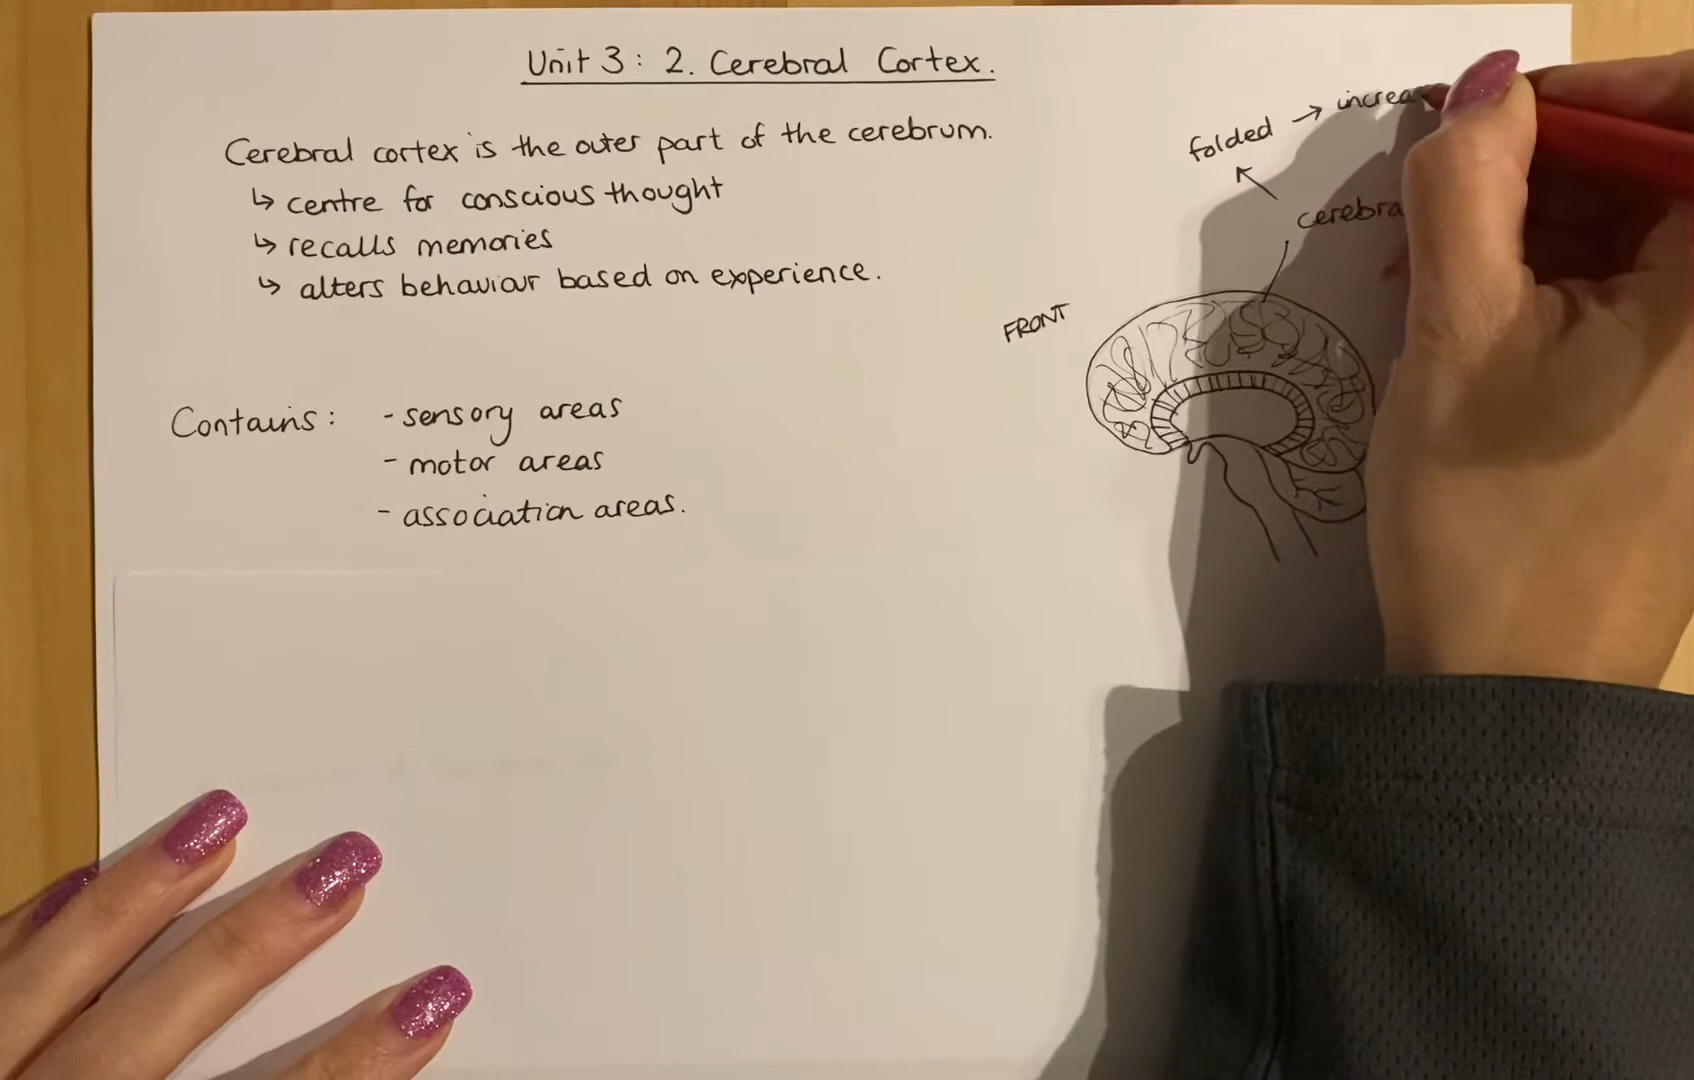 Unit 3: 2. Cerebral Cortex.
Cerebral cortex is the outer part of the cerebrum.
↳ centre for conscious thought
↳ recalls memories
↳ alters behaviour based on experience.
Contains: - sensory areas
- motor areas
- association areas.
folded →
FRONT